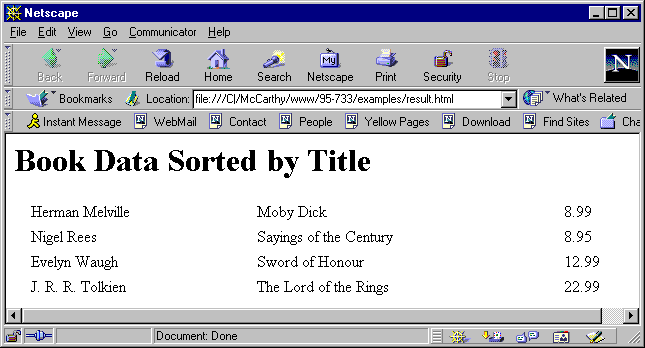 Netscape
File Edit View Go Communicator Help
Back Forward Reload Home Search Netscape Print Security Stop
My
N
Bookmarks Location: file:///C|/McCarthy/www/95-733/examples/result.html What's Related
Instant Message WebMail Contact People Yellow Pages Download Find Sites Cha
Book Data Sorted by Title
Herman Melville Moby Dick 8.99
Nigel Rees Sayings of the Century 8.95
Evelyn Waugh Sword of Honour 12.99
J. R. R. Tolkien The Lord of the Rings 22.99
Document: Done